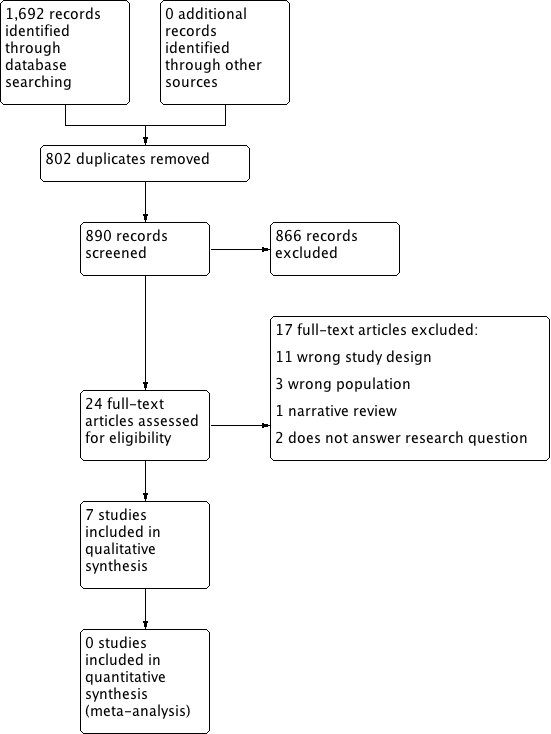 1,692 records
identified
through
database
searching
0 additional
records
identified
through other
sources
802 duplicates removed
890 records
screened
866 records
excluded
17 full-text articles excluded:
11 wrong study design
3 wrong population
1 narrative review
2 does not answer research question
24 full-text
articles assessed
for eligibility
7 studies
included in
qualitative
synthesis
0 studies
included in
quantitative
synthesis
(meta-analysis)